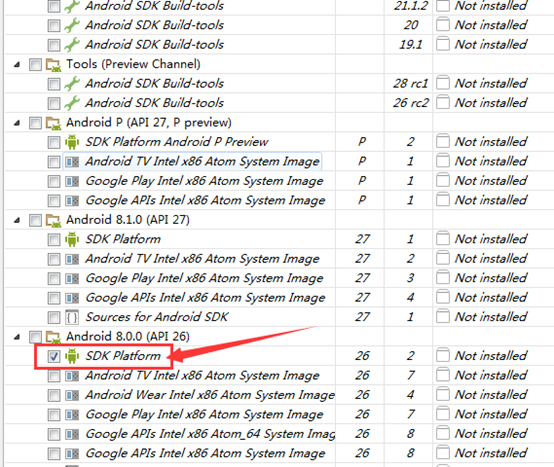 Android SDK Build-tools 21.1.2 Not installed
Android SDK Build-tools 20 Not installed
Android SDK Build-tools 19.1 Not installed
Tools (Preview Channel)
Android SDK Build-tools 28 rc1 Not installed
Android SDK Build-tools 26 rc2 Not installed
Android P (API 27, P preview)
SDK Platform Android P Preview P 2 Not installed
Android TV Intel x86 Atom System Image P 1 Not installed
Google Play Intel x86 Atom System Image P 1 Not installed
Google APIs Intel x86 Atom System Image P 1 Not installed
Android 8.1.0 (API 27)
SDK Platform 27 1 Not installed
Android TV Intel x86 Atom System Image 27 2 Not installed
Google Play Intel x86 Atom System Image 27 3 Not installed
Google APIs Intel x86 Atom System Image 27 4 Not installed
Sources for Android SDK 27 1 Not installed
Android 8.0.0 (API 26)
SDK Platform 26 2 Not installed
Android TV Intel x86 Atom System Image 26 7 Not installed
Android Wear Intel x86 Atom System Image 26 4 Not installed
Google Play Intel x86 Atom System Image 26 7 Not installed
Google APIs Intel x86 Atom_64 System Imag 26 8 Not installed
Google APIs Intel x86 Atom System Image 26 8 Not installed